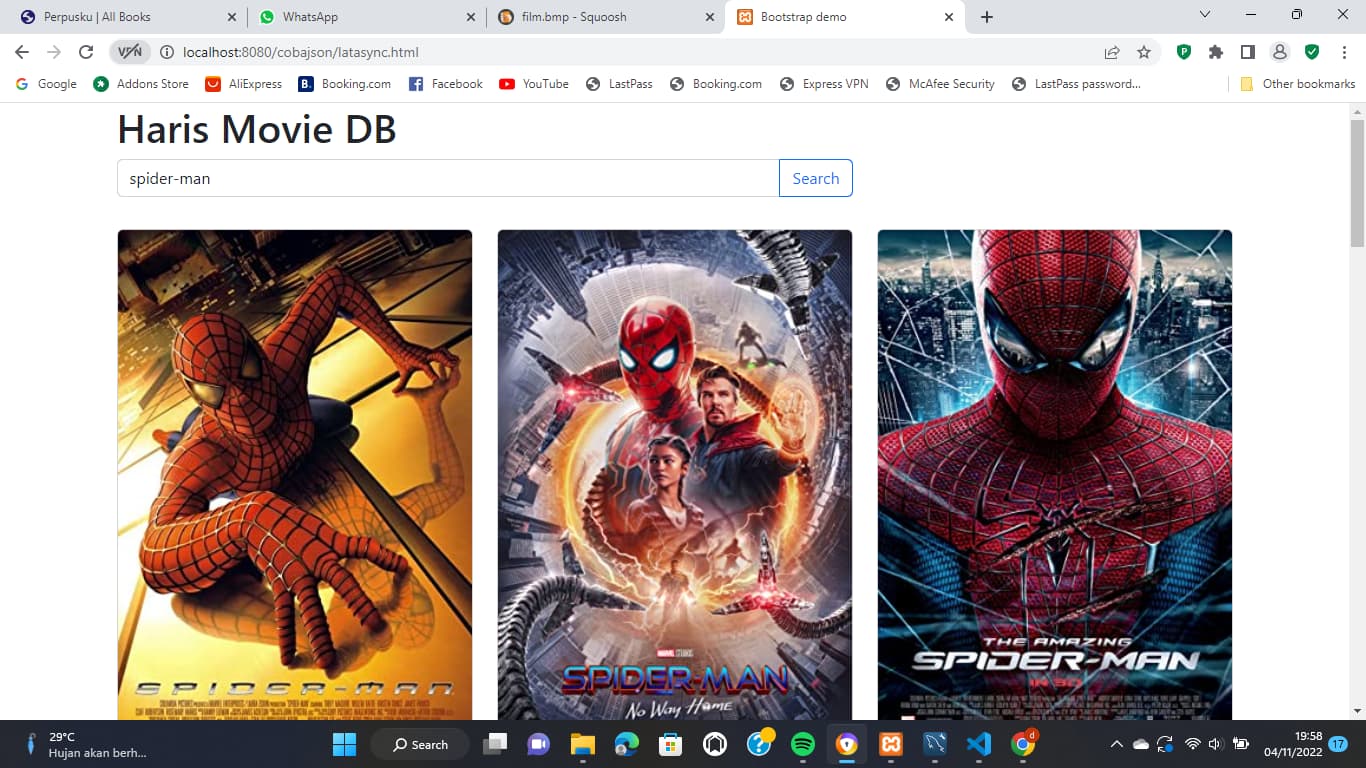 Perpusku | All Books
WhatsApp
film.bmp - Squoosh
Bootstrap demo
VPN
localhost:8080/cobajson/latasync.html
Google
Addons Store
AliExpress
Booking.com
Facebook
YouTube
LastPass
Booking.com
Express VPN
McAfee Security
LastPass password...
Other bookmarks
Haris Movie DB
spider-man
Search
SPIDER-MAN
MARVEL STUDIOS
SPIDER-MAN
No Way Home
THE AMAZING
SPIDER-MAN
IN 3D
29°C
Hujan akan berh...
Search
19:58
04/11/2022
17